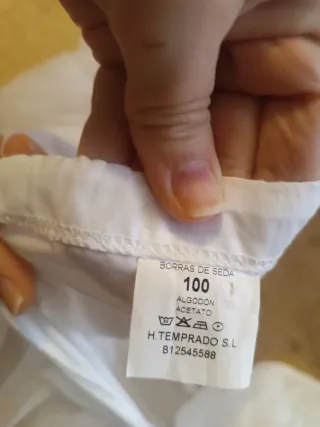 BORRAS DE SEDA
100
ALGODON
ACETATO
H.TEMPRADO S.L
B12545588